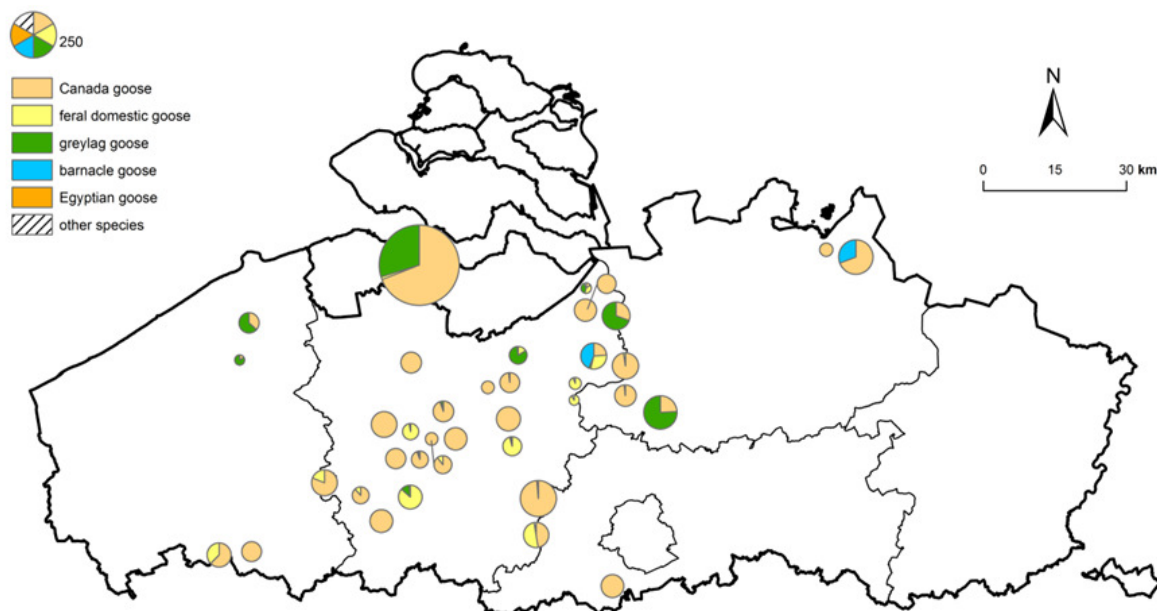 250
Canada goose
feral domestic goose
greylag goose
barnacle goose
Egyptian goose
other species
N
0 15 30 km